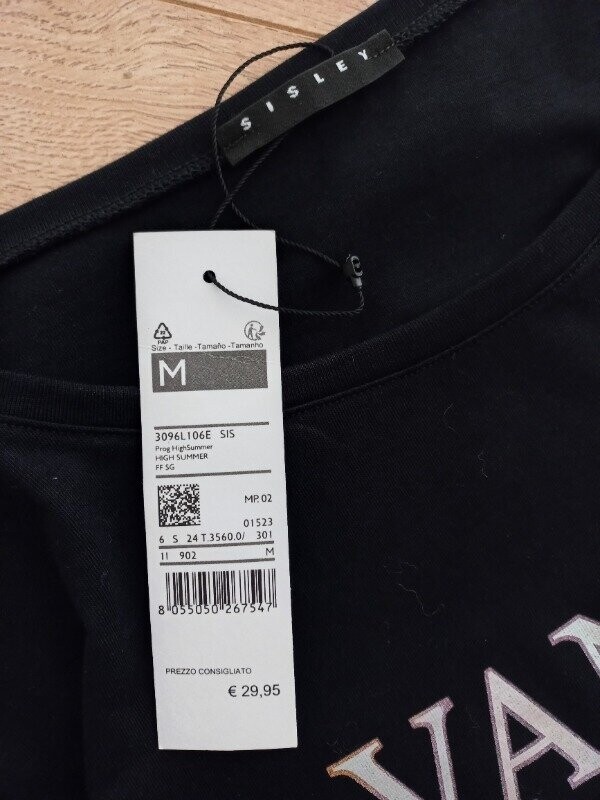 SISLEY
PAP
Size - Taille -Tamaño -Tamanho
M
3096L106E SIS
Prog HighSummer
HIGH SUMMER
FF SG
MP. 02
01523
6 S 24 T.3560.0/ 301
11 902 M
8 055050 267547
PREZZO CONSIGLIATO
€ 29,95
VAN